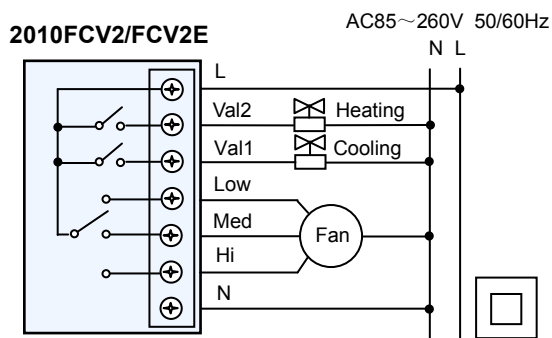 2010FCV2/FCV2E
AC85～260V 50/60Hz
N L
L
Val2
Heating
Val1
Cooling
Low
Med
Fan
Hi
N